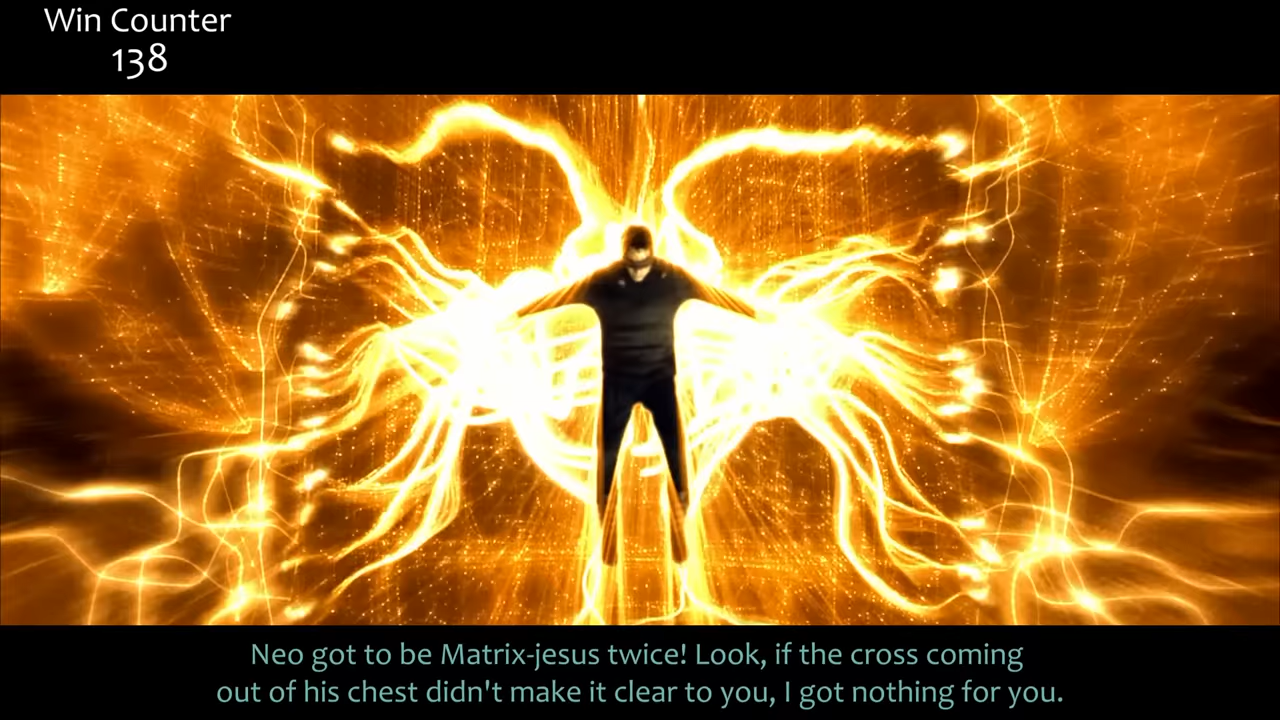 Win Counter
138
Neo got to be Matrix-jesus twice! Look, if the cross coming
out of his chest didn't make it clear to you, I got nothing for you.